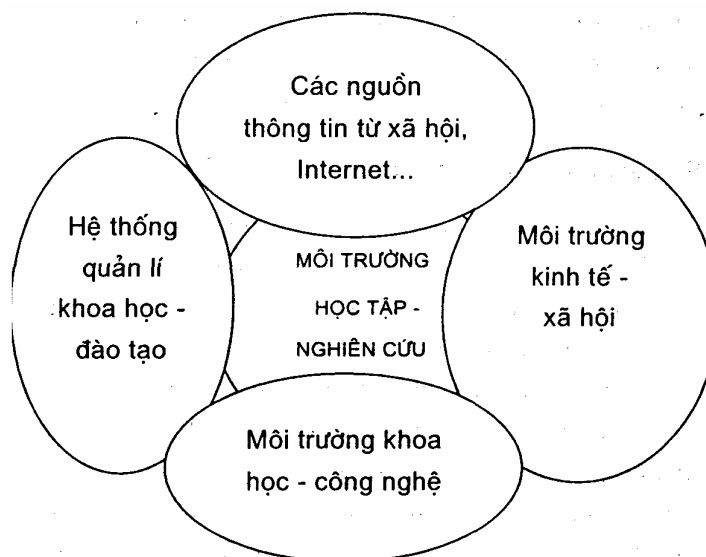 Các nguồn
thông tin từ xã hội,
Internet...
Hệ thống
quản lí
khoa học -
đào tạo
MÔI TRƯỜNG
HỌC TẬP -
NGHIÊN CỨU
Môi trường
kinh tế -
xã hội
Môi trường khoa
học - công nghệ